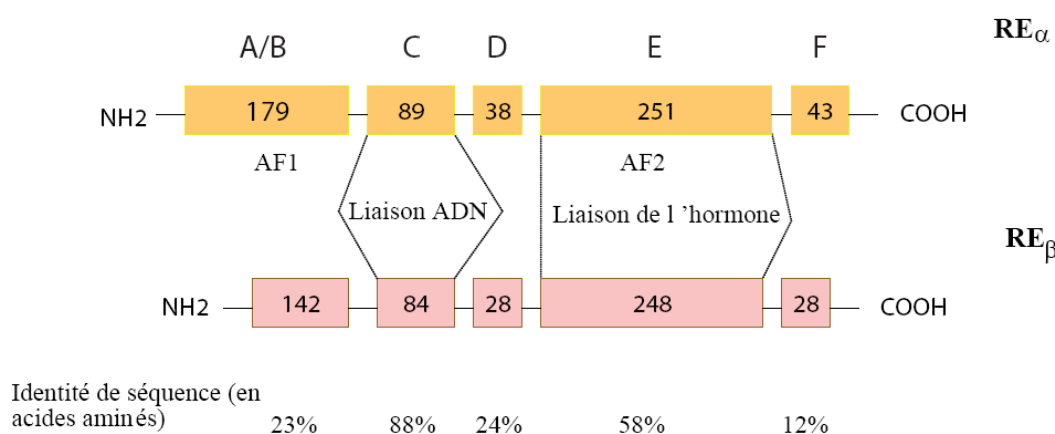 REα
A/B C D E F
NH2 179 89 38 251 43 COOH
AF1 AF2
Liaison ADN Liaison de l ’hormone
REβ
NH2 142 84 28 248 28 COOH
Identité de séquence (en
acides aminés)
23% 88% 24% 58% 12%